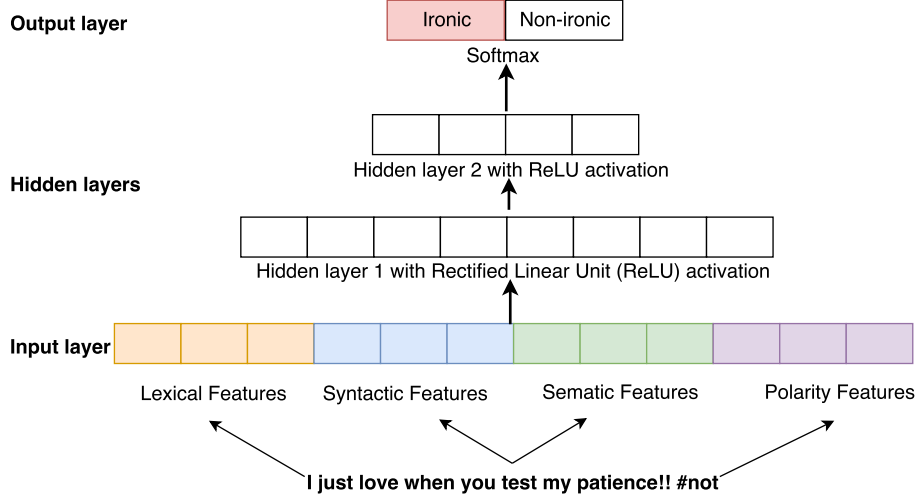 Output layer
Ironic Non-ironic
Softmax
Hidden layer 2 with ReLU activation
Hidden layers
Hidden layer 1 with Rectified Linear Unit (ReLU) activation
Input layer
Lexical Features Syntactic Features Sematic Features Polarity Features
I just love when you test my patience!! #not